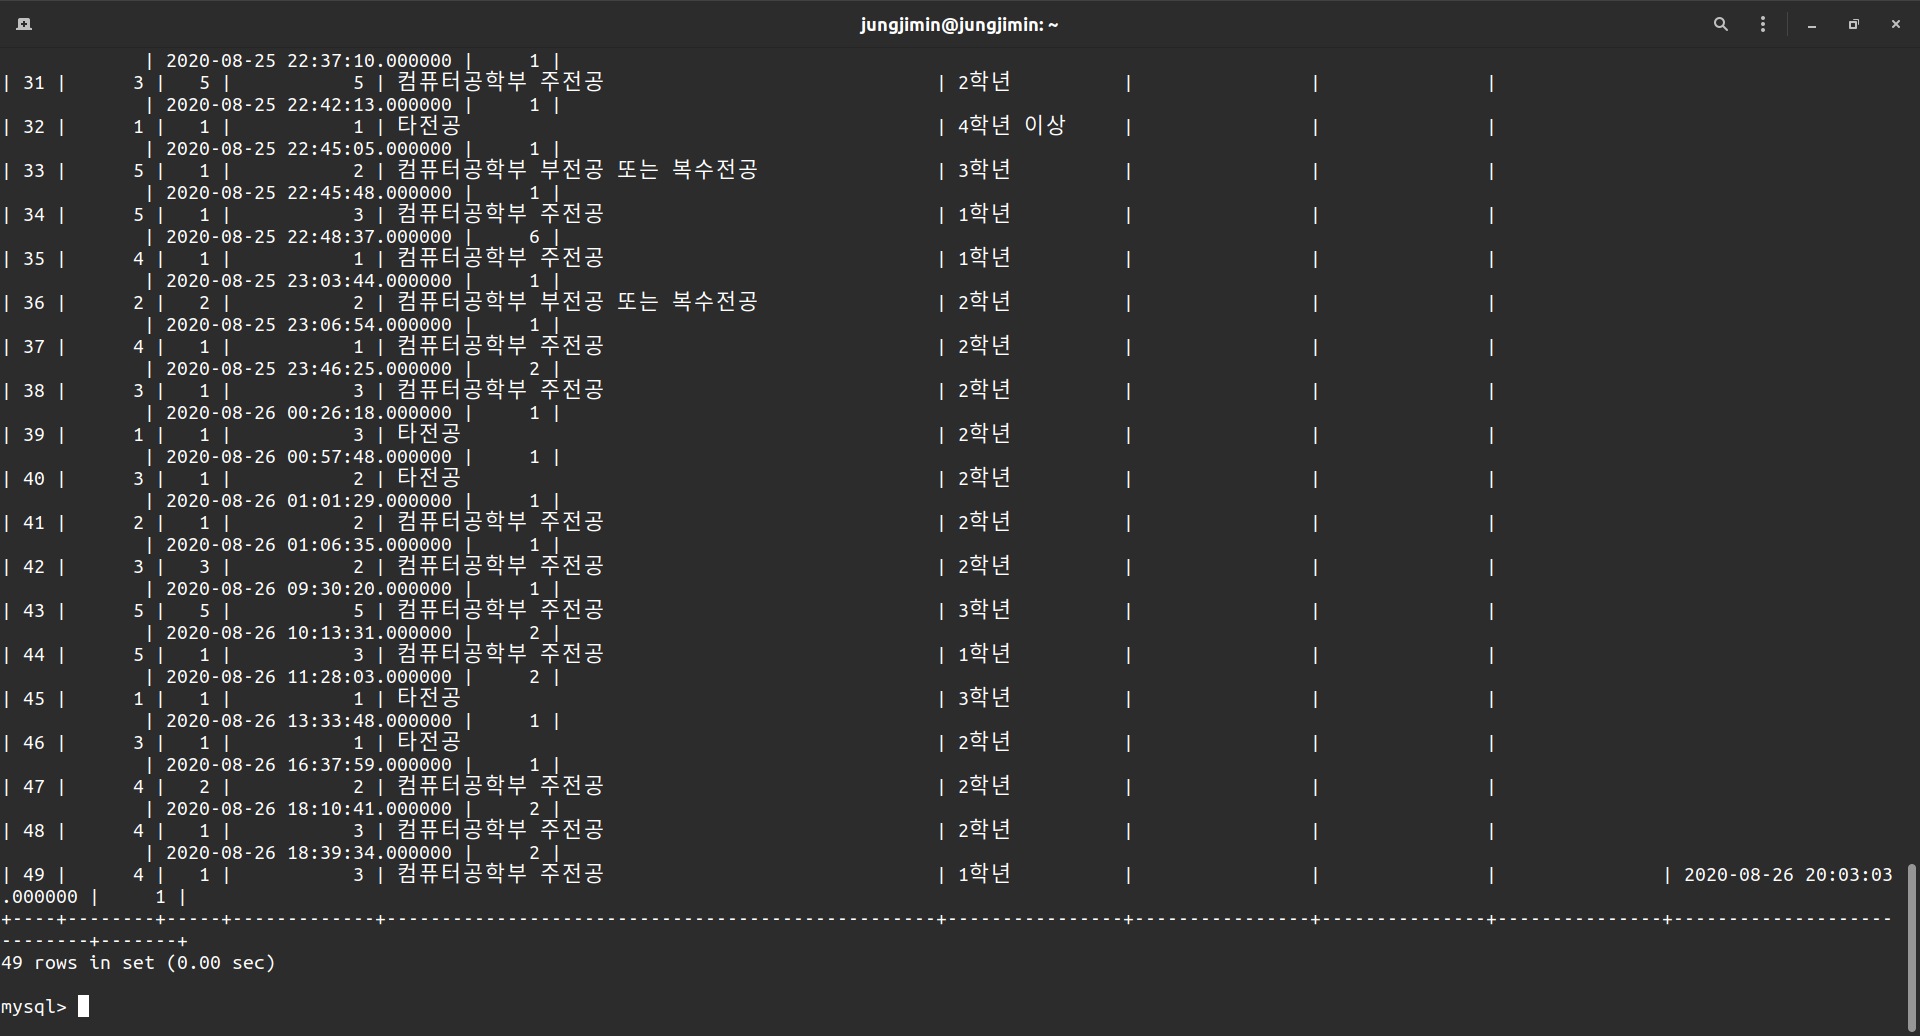 jungjimin@jungjimin: ~
| 2020-08-25 22:37:10.000000 | 1 |
| 31 | 3 | 5 | 5 | 컴퓨터공학부 주전공 | 2학년 | | | |
| 2020-08-25 22:42:13.000000 | 1 |
| 32 | 1 | 1 | 1 | 타전공 | 4학년 이상 | | | |
| 2020-08-25 22:45:05.000000 | 1 |
| 33 | 5 | 1 | 2 | 컴퓨터공학부 부전공 또는 복수전공 | 3학년 | | | |
| 2020-08-25 22:45:48.000000 | 1 |
| 34 | 5 | 1 | 3 | 컴퓨터공학부 주전공 | 1학년 | | | |
| 2020-08-25 22:48:37.000000 | 6 |
| 35 | 4 | 1 | 1 | 컴퓨터공학부 주전공 | 1학년 | | | |
| 2020-08-25 23:03:44.000000 | 1 |
| 36 | 2 | 2 | 2 | 컴퓨터공학부 부전공 또는 복수전공 | 2학년 | | | |
| 2020-08-25 23:06:54.000000 | 1 |
| 37 | 4 | 1 | 1 | 컴퓨터공학부 주전공 | 2학년 | | | |
| 2020-08-25 23:46:25.000000 | 2 |
| 38 | 3 | 1 | 3 | 컴퓨터공학부 주전공 | 2학년 | | | |
| 2020-08-26 00:26:18.000000 | 1 |
| 39 | 1 | 1 | 3 | 타전공 | 2학년 | | | |
| 2020-08-26 00:57:48.000000 | 1 |
| 40 | 3 | 1 | 2 | 타전공 | 2학년 | | | |
| 2020-08-26 01:01:29.000000 | 1 |
| 41 | 2 | 1 | 2 | 컴퓨터공학부 주전공 | 2학년 | | | |
| 2020-08-26 01:06:35.000000 | 1 |
| 42 | 3 | 3 | 2 | 컴퓨터공학부 주전공 | 2학년 | | | |
| 2020-08-26 09:30:20.000000 | 1 |
| 43 | 5 | 5 | 5 | 컴퓨터공학부 주전공 | 3학년 | | | |
| 2020-08-26 10:13:31.000000 | 2 |
| 44 | 5 | 1 | 3 | 컴퓨터공학부 주전공 | 1학년 | | | |
| 2020-08-26 11:28:03.000000 | 2 |
| 45 | 1 | 1 | 1 | 타전공 | 3학년 | | | |
| 2020-08-26 13:33:48.000000 | 1 |
| 46 | 3 | 1 | 1 | 타전공 | 2학년 | | | |
| 2020-08-26 16:37:59.000000 | 1 |
| 47 | 4 | 2 | 2 | 컴퓨터공학부 주전공 | 2학년 | | | |
| 2020-08-26 18:10:41.000000 | 2 |
| 48 | 4 | 1 | 3 | 컴퓨터공학부 주전공 | 2학년 | | | |
| 2020-08-26 18:39:34.000000 | 2 |
| 49 | 4 | 1 | 3 | 컴퓨터공학부 주전공 | 1학년 | | | | 2020-08-26 20:03:03
.000000 | 1 |
+----+--------+-----+-------------+--------------------------------------------------+----------------+----------------+---------------+---------------+--------------------
--------+-------+
49 rows in set (0.00 sec)
mysql>